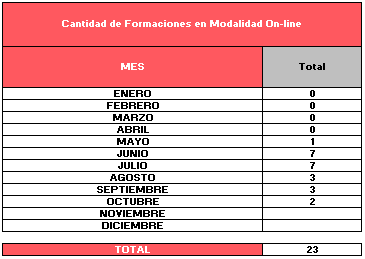 Cantidad de Formaciones en Modalidad On-line
MES Total
ENERO 0
FEBRERO 0
MARZO 0
ABRIL 0
MAYO 1
JUNIO 7
JULIO 7
AGOSTO 3
SEPTIEMBRE 3
OCTUBRE 2
NOVIEMBRE
DICIEMBRE
TOTAL 23